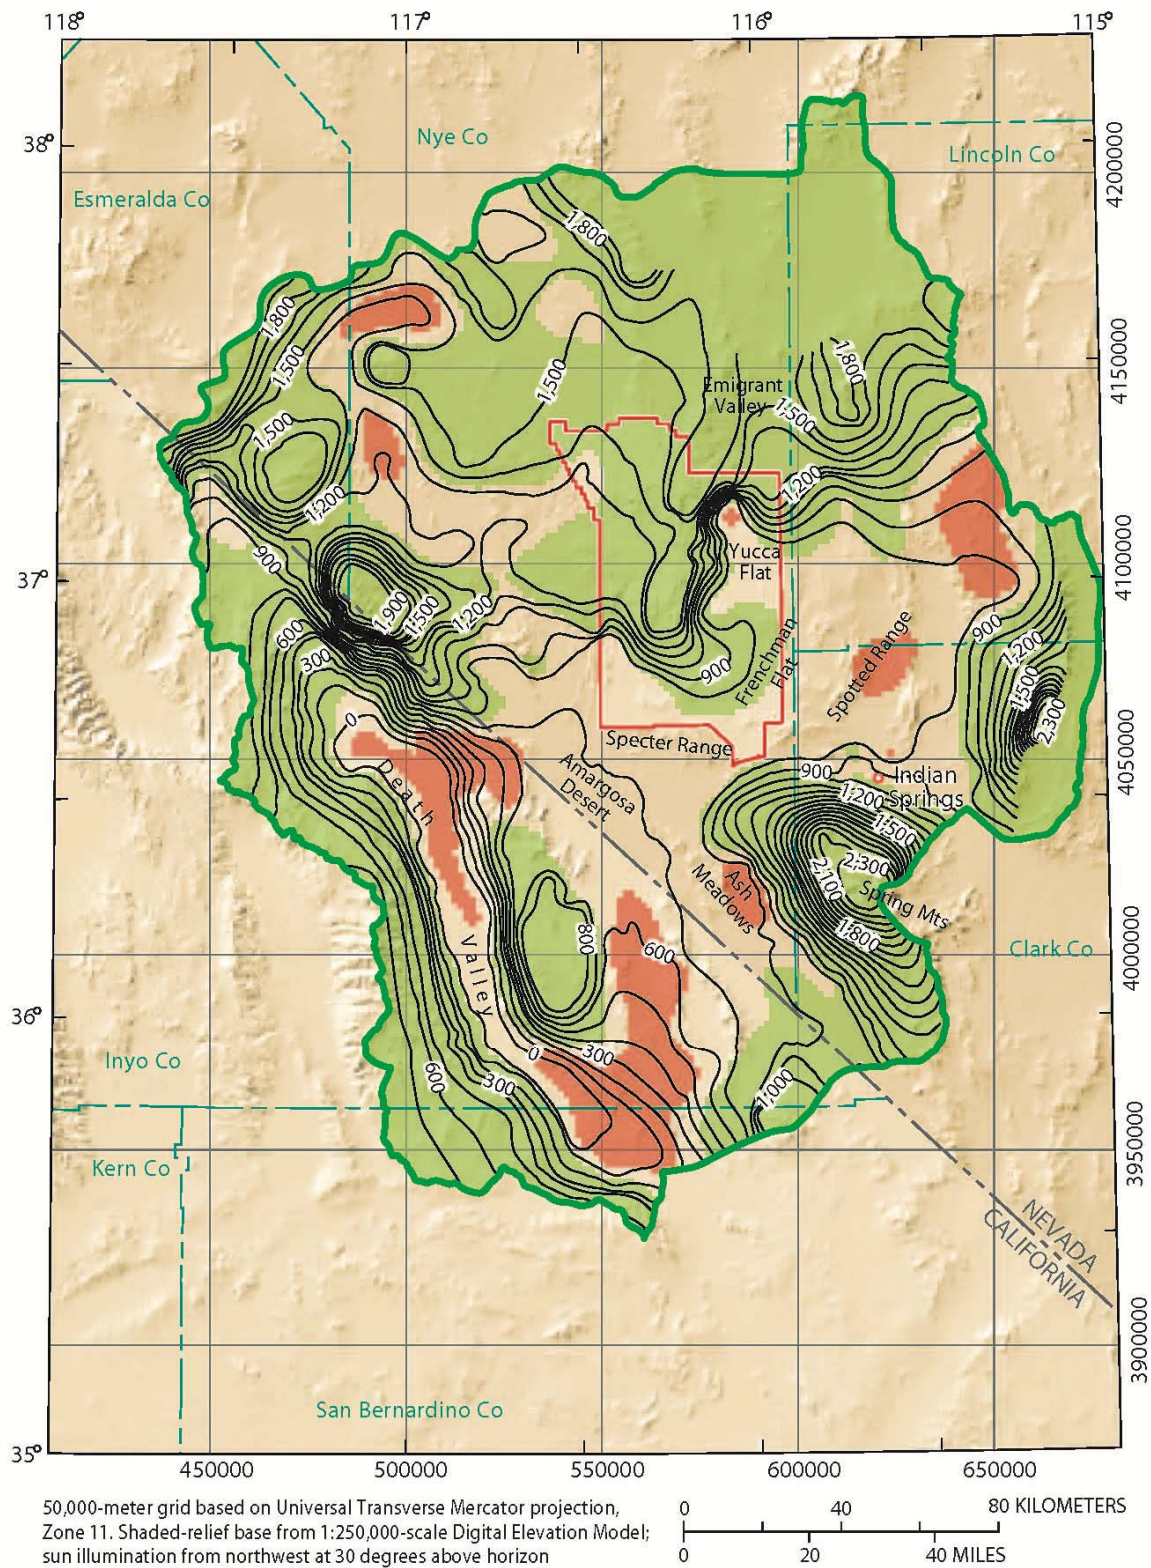 118°
117°
116°
115°
38°
37°
36°
35°
4200000
4150000
4100000
4050000
4000000
3950000
3900000
Nye Co
Lincoln Co
Esmeralda Co
1,800
1,800
1,500
1,500
1,800
Emigrant
Valley
1,500
1,500
1,200
1,200
Yucca
Flat
900
1,900
1,500
1,200
600
300
900
Frenchman
Flat
Spotted Range
900
1,200
1,500
2,300
0
Specter Range
Death
Valley
Amargosa
Desert
900
Indian
Springs
1,200
1,500
2,300
2,100
Spring Mts
1,800
Ash
Meadows
800
600
Clark Co
0
300
600
300
1,000
Inyo Co
Kern Co
NEVADA
CALIFORNIA
San Bernardino Co
450000
500000
550000
600000
650000
50,000-meter grid based on Universal Transverse Mercator projection,
Zone 11. Shaded-relief base from 1:250,000-scale Digital Elevation Model;
sun illumination from northwest at 30 degrees above horizon
0 40 80 KILOMETERS
0 20 40 MILES